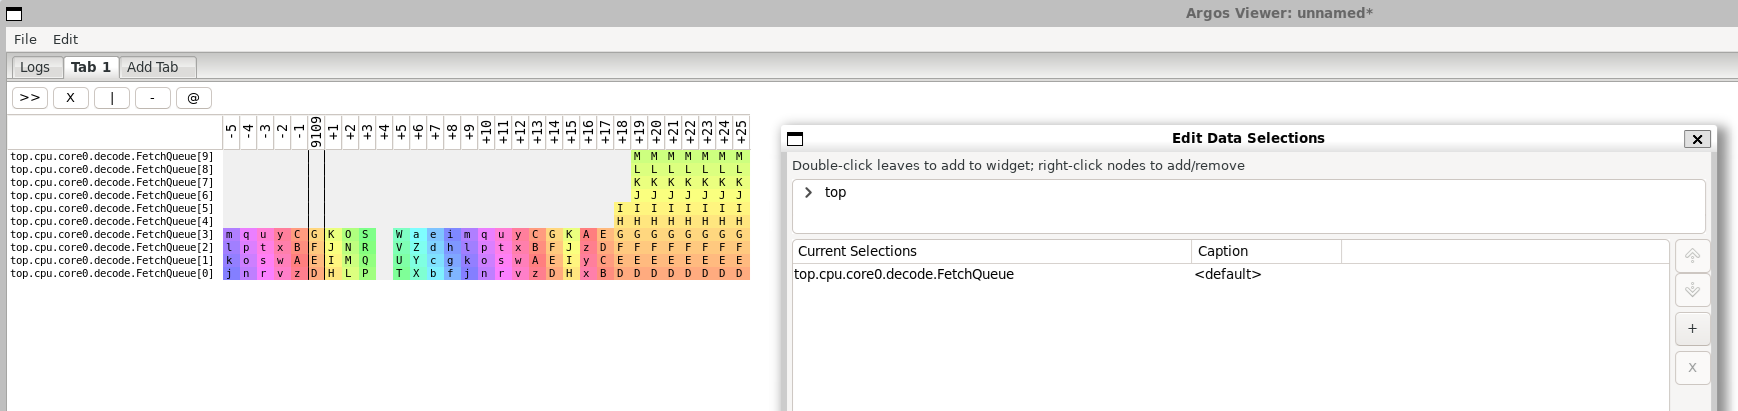 Argos Viewer: unnamed*
File Edit
Logs Tab 1 Add Tab
>> X | - @
-5 -4 -3 -2 -1 9109 +1 +2 +3 +4 +5 +6 +7 +8 +9 +10 +11 +12 +13 +14 +15 +16 +17 +18 +19 +20 +21 +22 +23 +24 +25
top.cpu.core0.decode.FetchQueue[9] M M M M M M M
top.cpu.core0.decode.FetchQueue[8] L L L L L L L
top.cpu.core0.decode.FetchQueue[7] K K K K K K K
top.cpu.core0.decode.FetchQueue[6] J J J J J J J
top.cpu.core0.decode.FetchQueue[5] I I I I I I I I
top.cpu.core0.decode.FetchQueue[4] H H H H H H H H
top.cpu.core0.decode.FetchQueue[3] m q u y C G K O S W a e i m q u y C G K A E G G G G G G G G
top.cpu.core0.decode.FetchQueue[2] l p t x B F J N R V Z d h l p t x B F J z D F F F F F F F F
top.cpu.core0.decode.FetchQueue[1] k o s w A E I M Q U Y c g k o s w A E I y C E E E E E E E E
top.cpu.core0.decode.FetchQueue[0] j n r v z D H L P T X b f j n r v z D H x B D D D D D D D D
Edit Data Selections
Double-click leaves to add to widget; right-click nodes to add/remove
top
Current Selections Caption
top.cpu.core0.decode.FetchQueue <default>
+
X